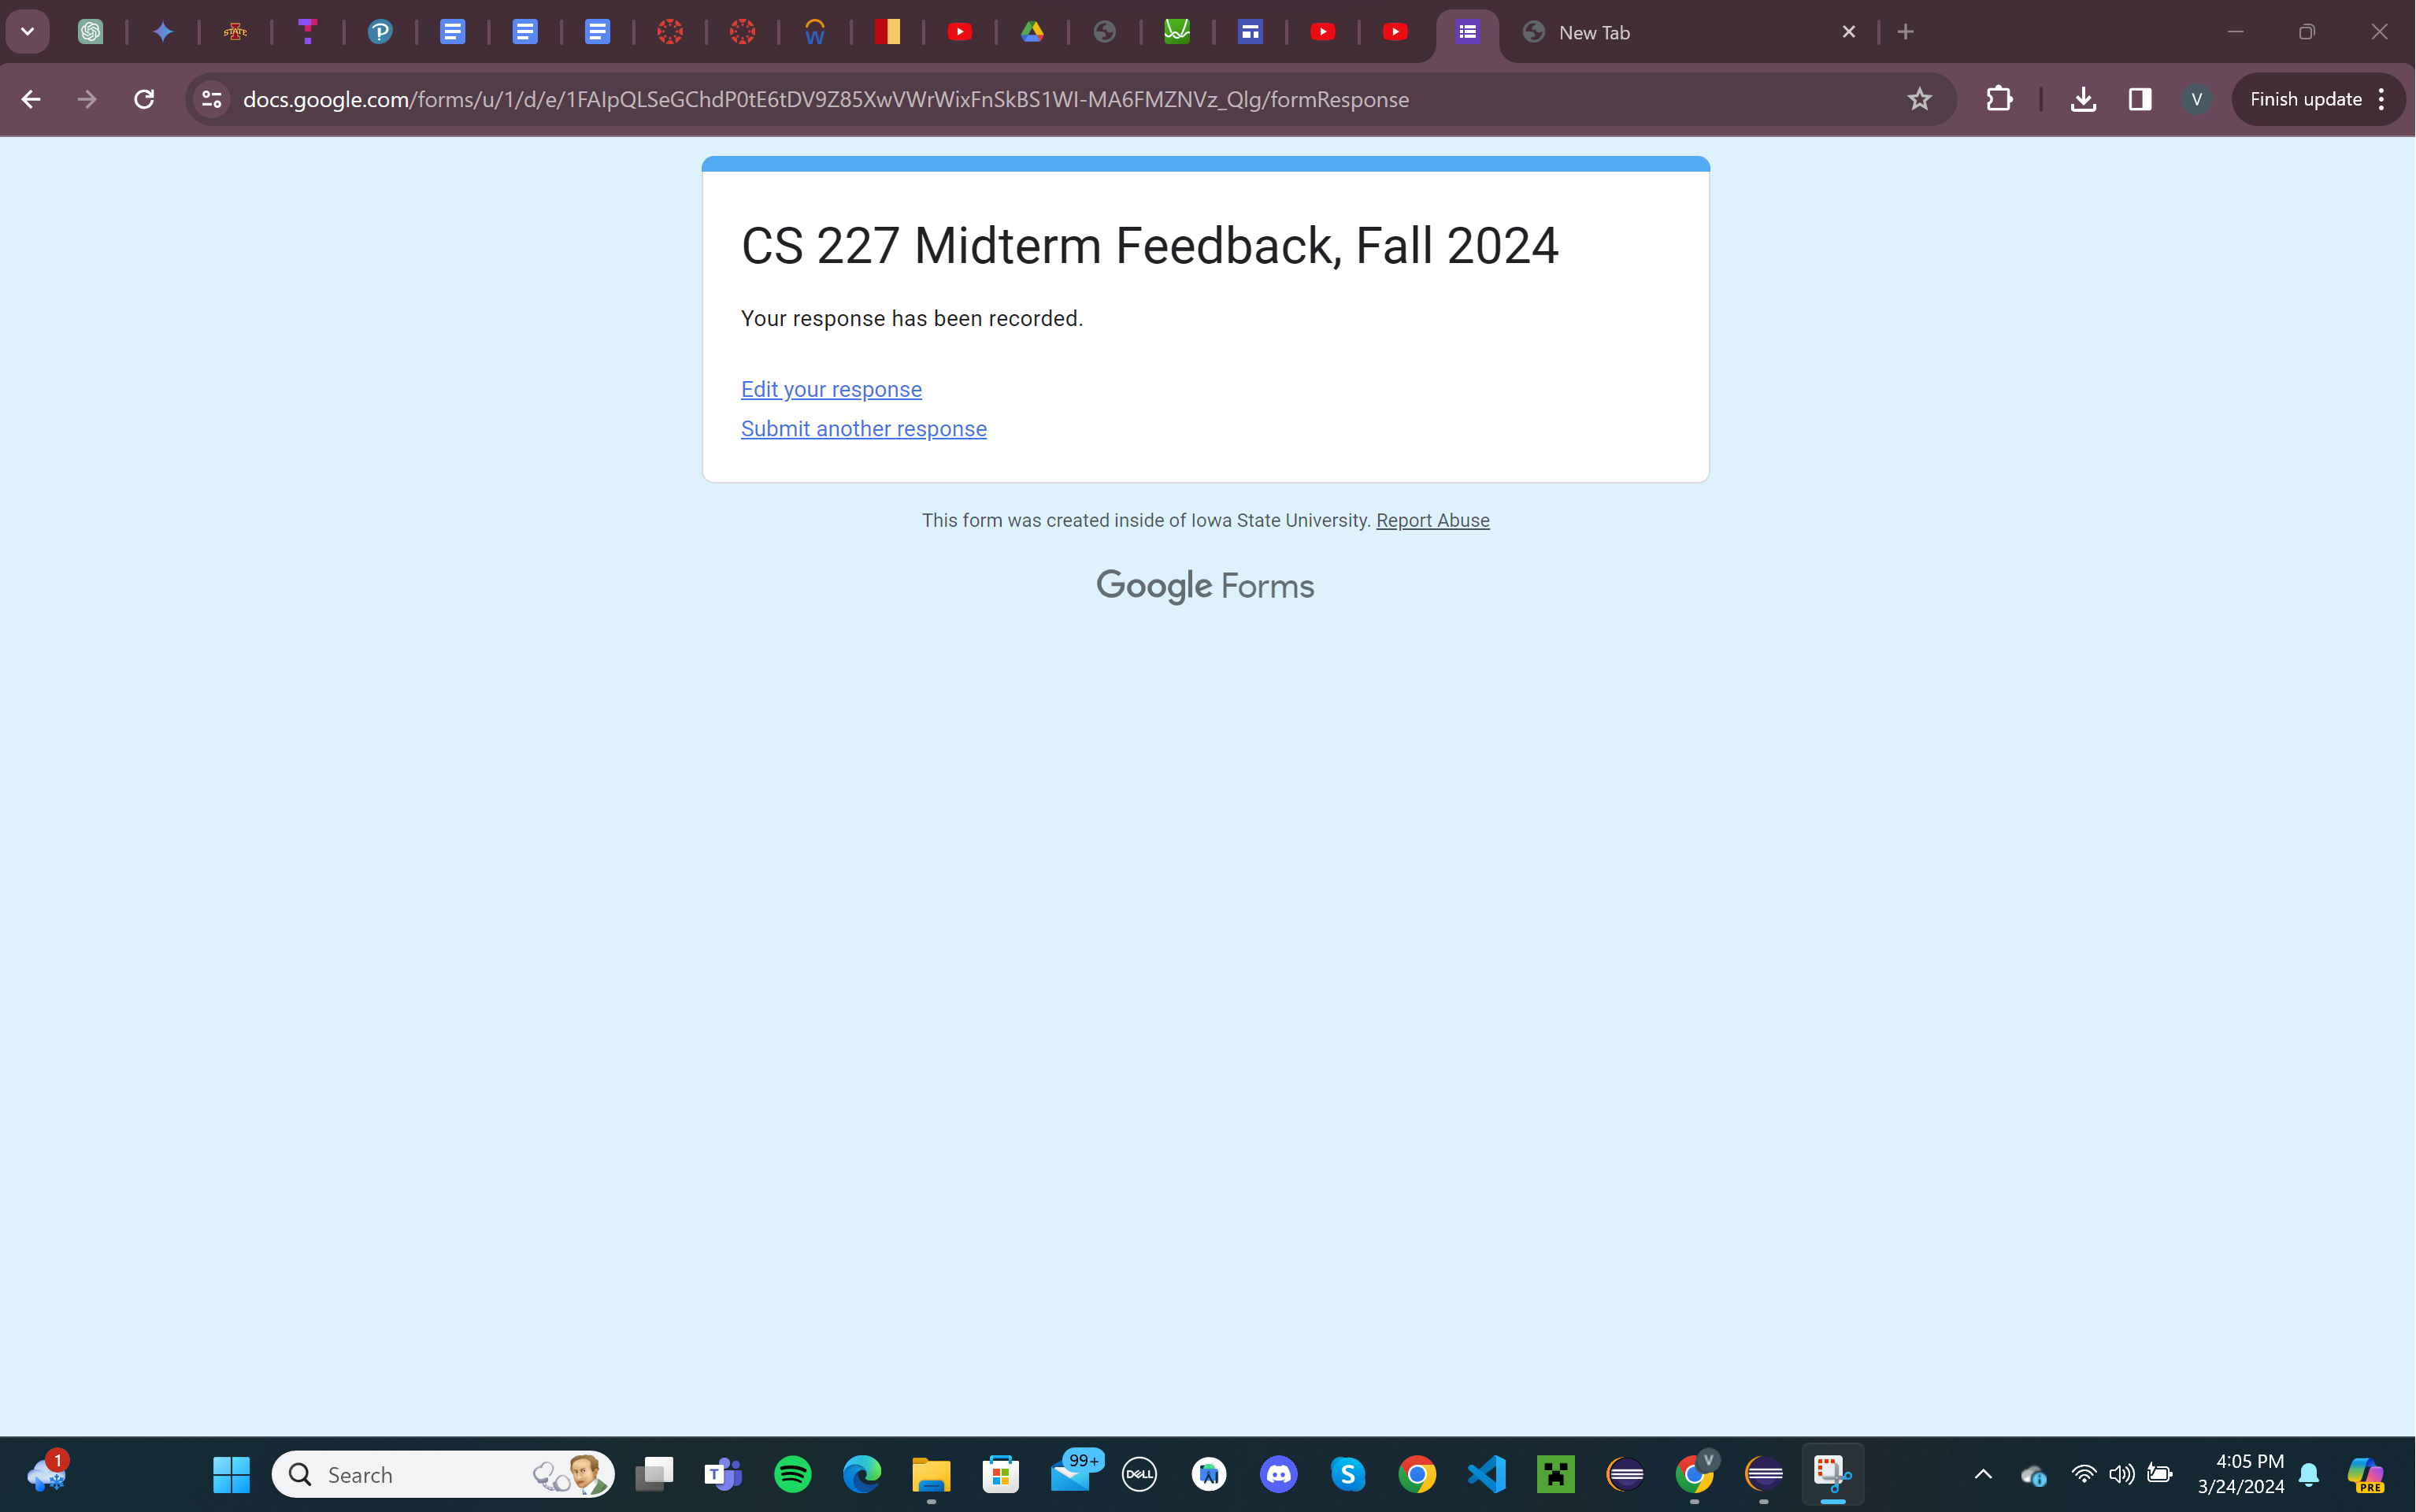 New Tab
docs.google.com/forms/u/1/d/e/1FAIpQLSeGChdP0tE6tDV9Z85XwVWrWixFnSkBS1WI-MA6FMZNVz_Qlg/formResponse
V
Finish update
CS 227 Midterm Feedback, Fall 2024
Your response has been recorded.
Edit your response
Submit another response
This form was created inside of Iowa State University. Report Abuse
Google Forms
1
Search
99+
DELL
V
4:05 PM
3/24/2024
PRE